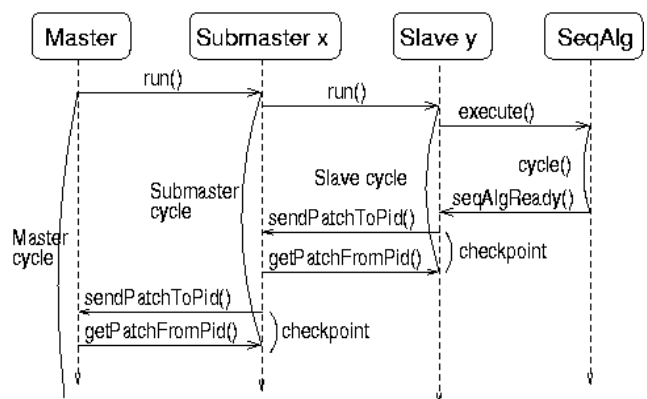 Master
Submaster x
Slave y
SeqAlg
run()
run()
execute()
cycle()
Slave cycle
Submaster
cycle
seqAlgReady()
sendPatchToPid()
Master
cycle
checkpoint
getPatchFromPid()
sendPatchToPid()
getPatchFromPid()
checkpoint